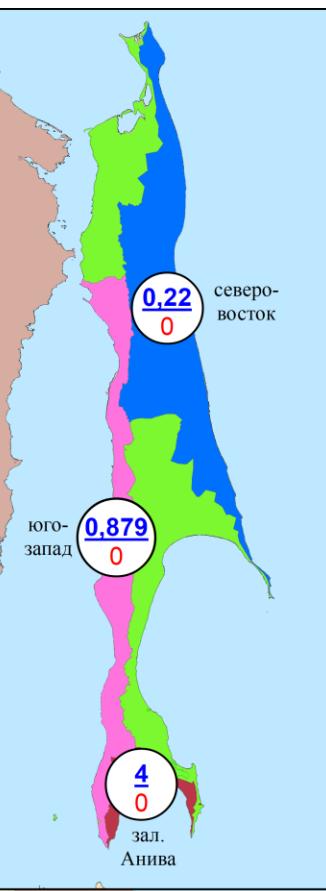 0,22
0
северо-
восток
юго-
запад
0,879
0
4
0
зал.
Анива